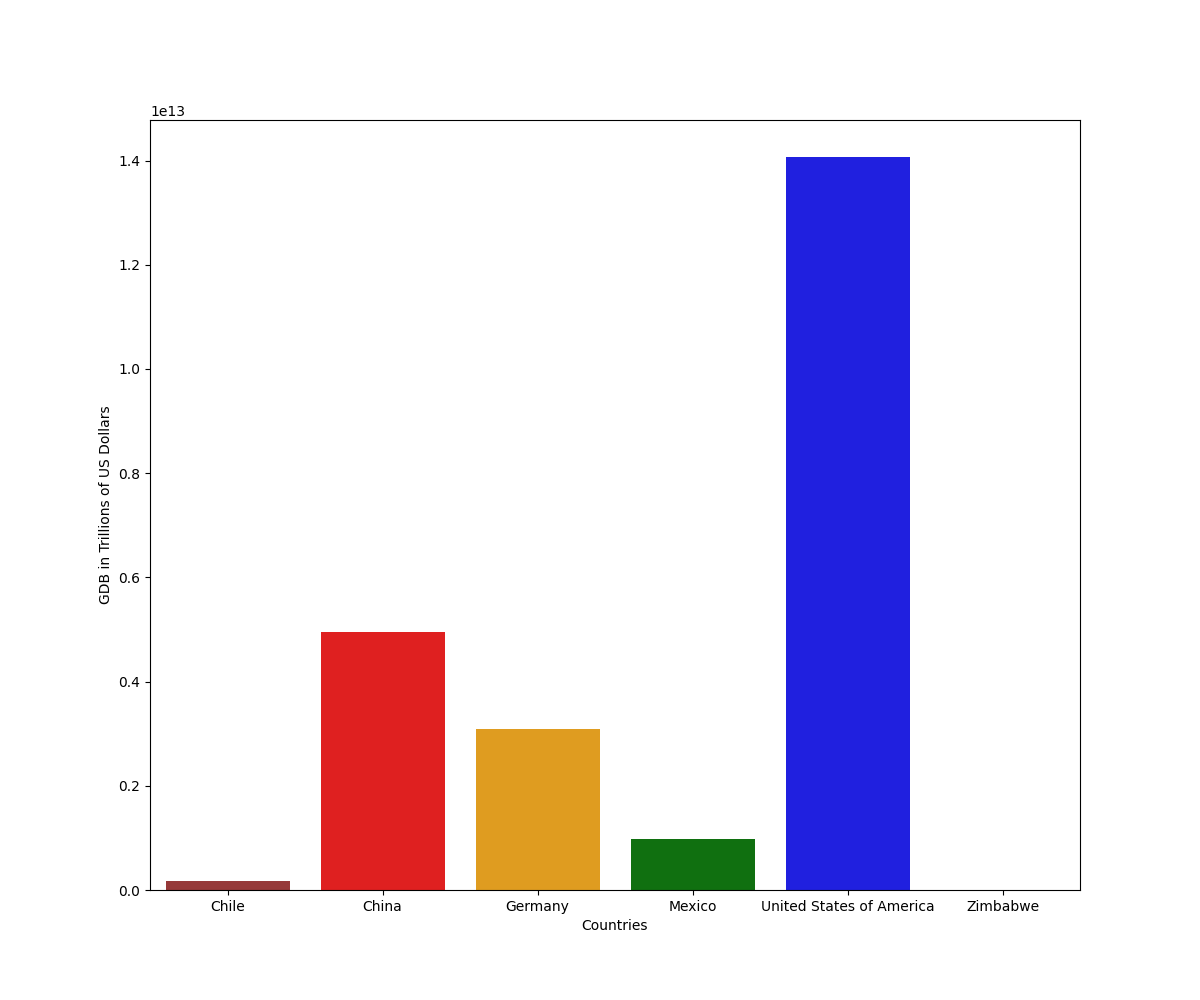 1e13
1.4
1.2
1.0
0.8
0.6
0.4
0.2
0.0
GDB in Trillions of US Dollars
Chile China Germany Mexico United States of America Zimbabwe
Countries